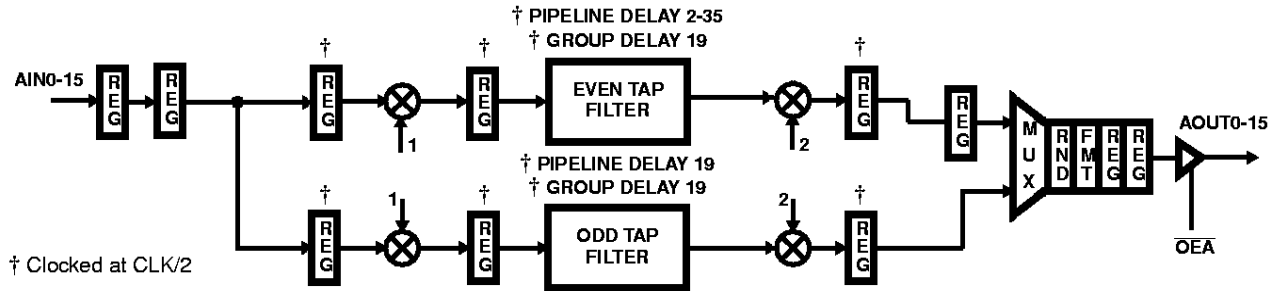 † PIPELINE DELAY 2-35
† GROUP DELAY 19
† † †
AIN0-15
REG
REG
REG
REG
EVEN TAP
FILTER
REG
REG
1
2
MUX
RND
FMT
REG
REG
AOUT0-15
† PIPELINE DELAY 19
† GROUP DELAY 19
† † †
1
2
REG
REG
ODD TAP
FILTER
REG
OEA
† Clocked at CLK/2